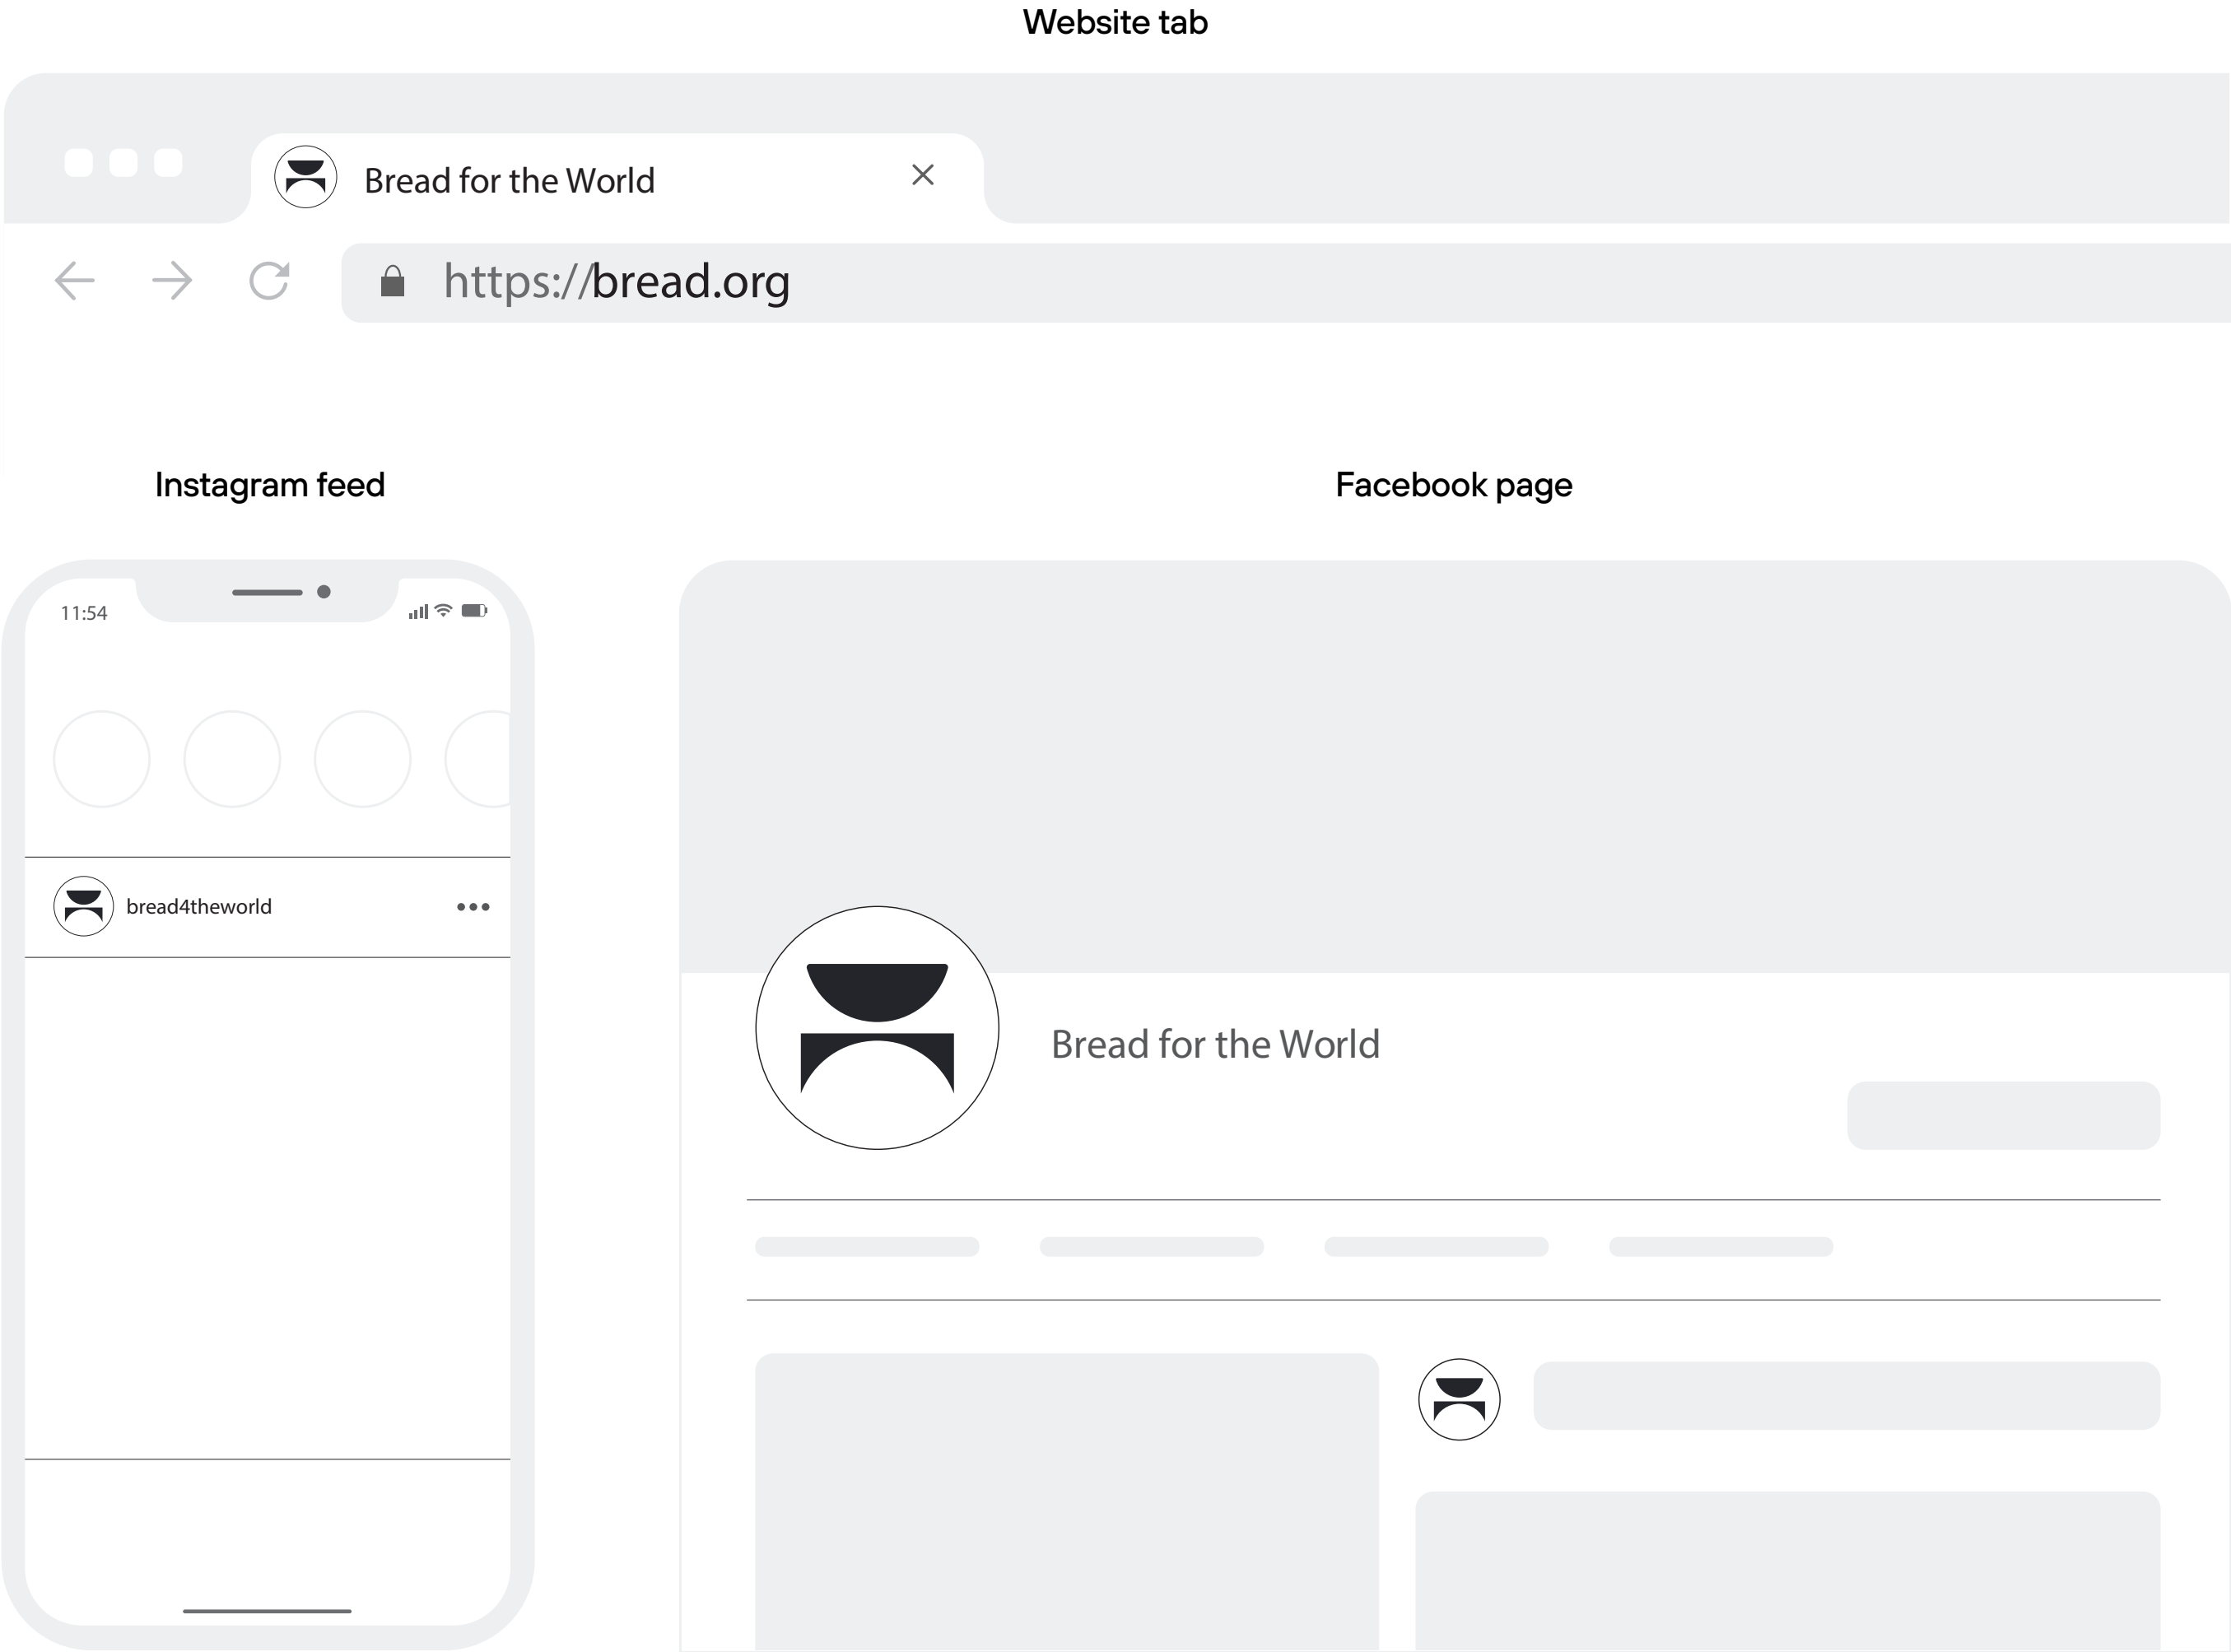 Website tab
Bread for the World
https://bread.org
Instagram feed
Facebook page
11:54
bread4theworld
Bread for the World